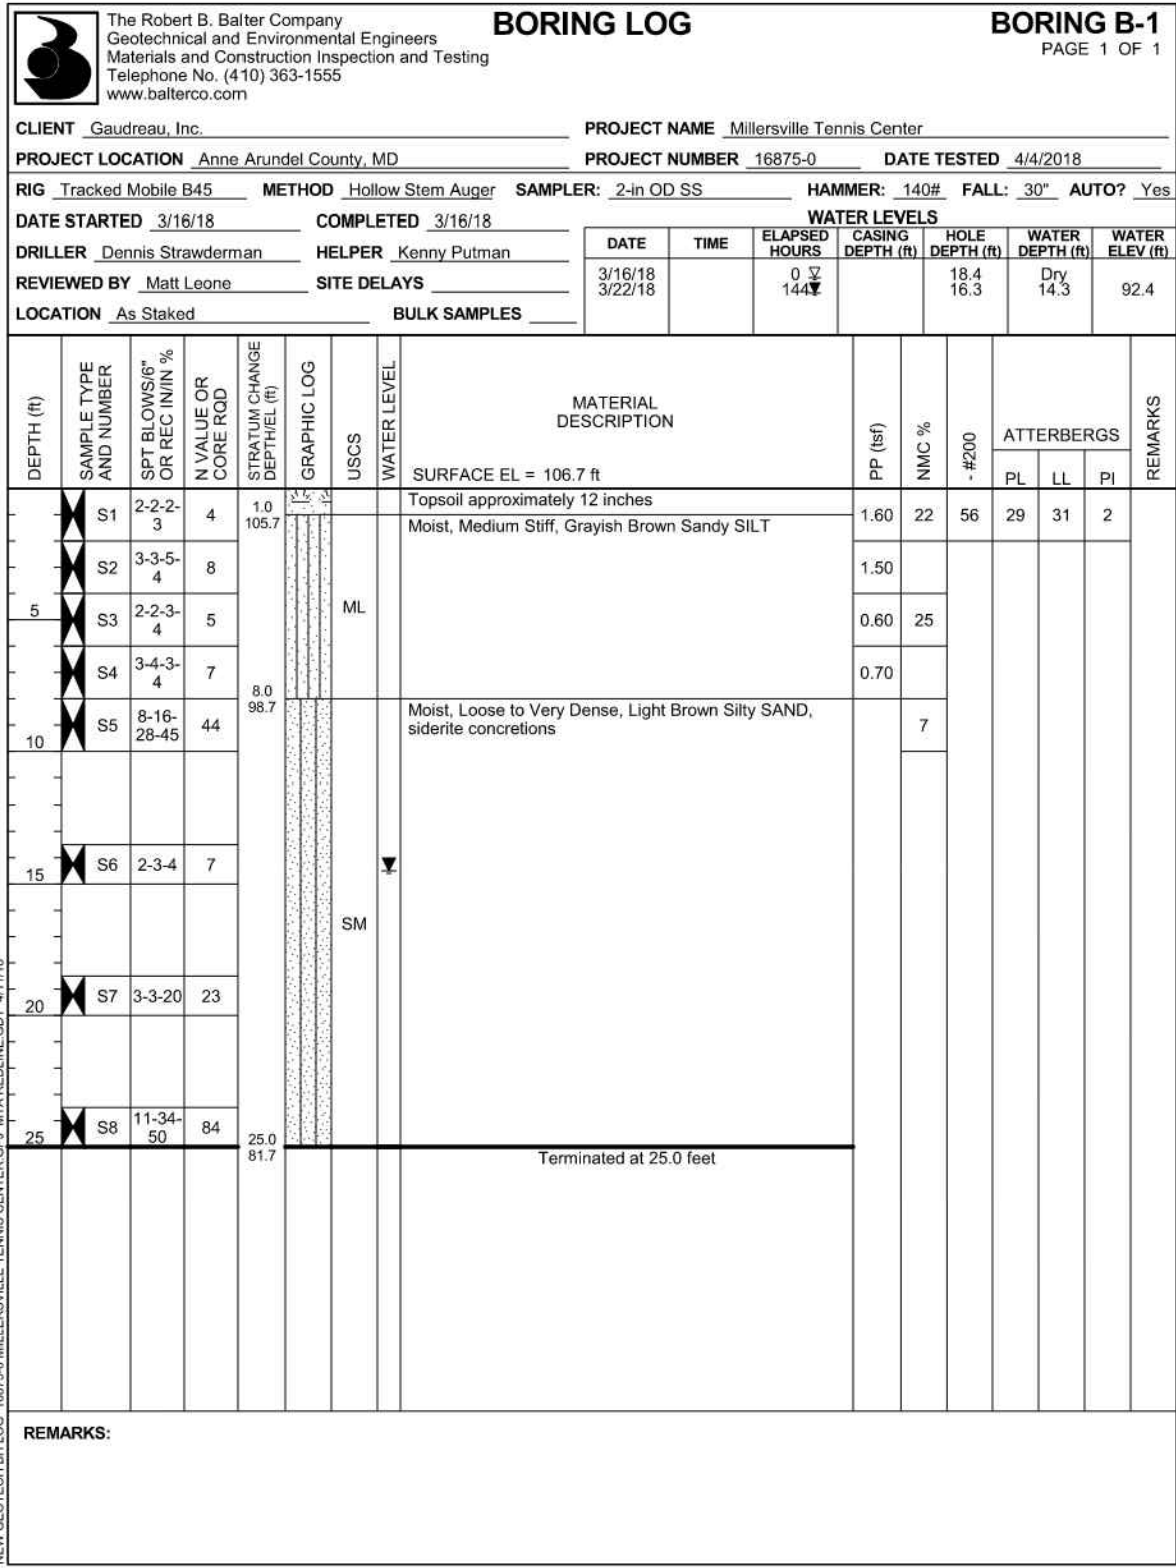 The Robert B. Balter Company
Geotechnical and Environmental Engineers
Materials and Construction Inspection and Testing
Telephone No. (410) 363-1555
www.balterco.com
BORING LOG
BORING B-1
PAGE 1 OF 1
CLIENT Gaudreau, Inc. PROJECT NAME Millersville Tennis Center
PROJECT LOCATION Anne Arundel County, MD PROJECT NUMBER 16875-0 DATE TESTED 4/4/2018
RIG Tracked Mobile B45 METHOD Hollow Stem Auger SAMPLER: 2-in OD SS HAMMER: 140# FALL: 30" AUTO? Yes
DATE STARTED 3/16/18 COMPLETED 3/16/18
DRILLER Dennis Strawderman HELPER Kenny Putman
REVIEWED BY Matt Leone SITE DELAYS
LOCATION As Staked BULK SAMPLES
WATER LEVELS
DATE TIME ELAPSED HOURS CASING DEPTH (ft) HOLE DEPTH (ft) WATER DEPTH (ft) WATER ELEV (ft)
3/16/18 0 18.4 Dry
3/22/18 144 16.3 14.3 92.4
DEPTH (ft)
SAMPLE TYPE AND NUMBER
SPT BLOWS/6" OR REC IN/IN %
N VALUE OR CORE RQD
STRATUM CHANGE DEPTH/EL (ft)
GRAPHIC LOG
USCS
WATER LEVEL
MATERIAL
DESCRIPTION
SURFACE EL = 106.7 ft
PP (tsf)
NMC %
- #200
ATTERBERGS
PL LL PI
REMARKS
Topsoil approximately 12 inches
S1 2-2-2-3 4 1.0 105.7 1.60 22 56 29 31 2
Moist, Medium Stiff, Grayish Brown Sandy SILT
S2 3-3-5-4 8 1.50
5 S3 2-2-3-4 5 ML 0.60 25
S4 3-4-3-4 7 0.70
8.0
98.7
Moist, Loose to Very Dense, Light Brown Silty SAND,
siderite concretions
10 S5 8-16-28-45 44 7
15 S6 2-3-4 7
SM
20 S7 3-3-20 23
25 S8 11-34-50 84
25.0
81.7
Terminated at 25.0 feet
REMARKS: